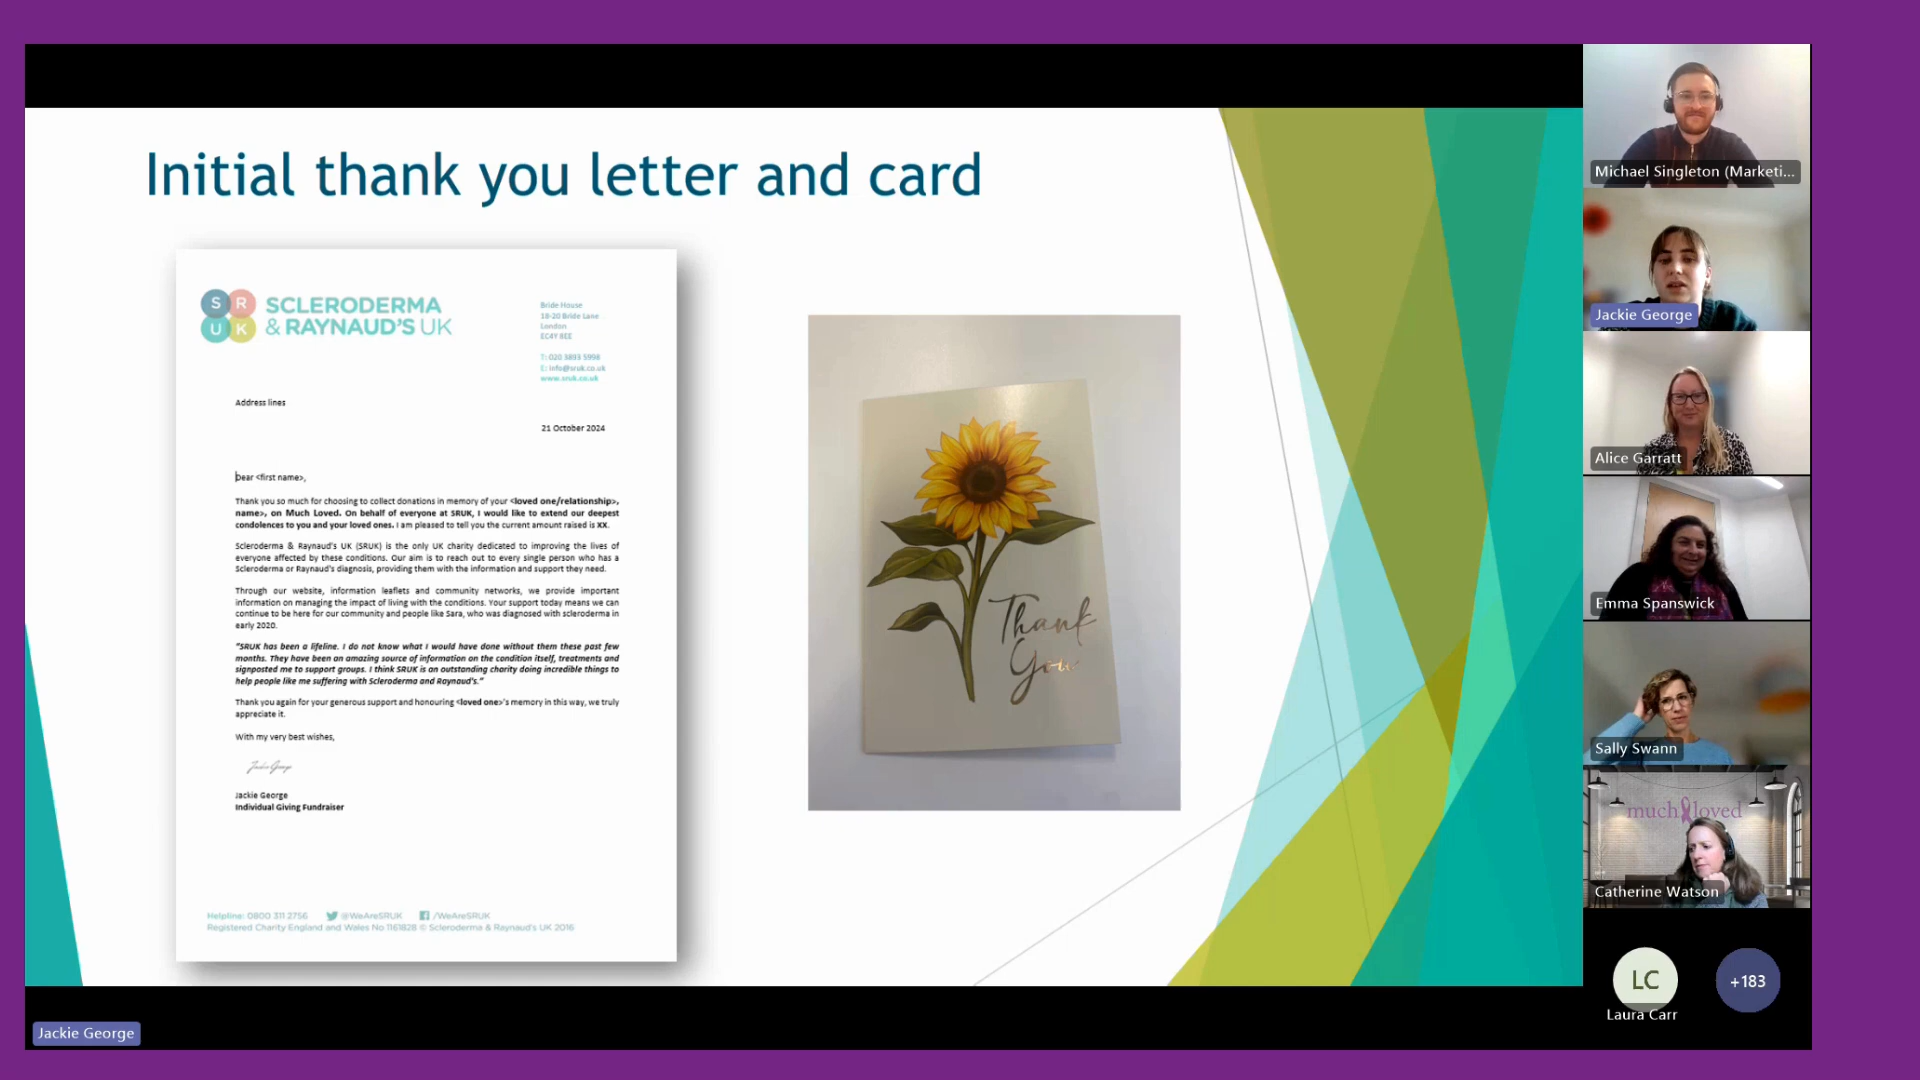 Initial thank you letter and card
S R
U K
SCLERODERMA
& RAYNAUD'S UK
Bride House
18-20 Bride Lane
London
EC4Y 8EE
T: 020 3893 5998
E: info@sruk.co.uk
www.sruk.co.uk
Address lines
21 October 2024
Dear <first name>,
Thank you so much for choosing to collect donations in memory of your <loved one/relationship>,
name>, on Much Loved. On behalf of everyone at SRUK, I would like to extend our deepest
condolences to you and your loved ones. I am pleased to tell you the current amount raised is XX.
Scleroderma & Raynaud's UK (SRUK) is the only UK charity dedicated to improving the lives of
everyone affected by these conditions. Our aim is to reach out to every single person who has a
Scleroderma or Raynaud's diagnosis, providing them with the information and support they need.
Through our website, information leaflets and community networks, we provide important
information on managing the impact of living with the conditions. Your support today means we can
continue to be here for our community and people like Sara, who was diagnosed with scleroderma in
early 2020.
"SRUK has been a lifeline. I do not know what I would have done without them these past few
months. They have been an amazing source of information on the condition itself, treatments and
signposted me to support groups. I think SRUK is an outstanding charity doing incredible things to
help people like me suffering with Scleroderma and Raynaud's."
Thank you again for your generous support and honouring <loved one>'s memory in this way, we truly
appreciate it.
With my very best wishes,
Jackie George
Jackie George
Individual Giving Fundraiser
Helpline: 0800 311 2756 @WeAreSRUK /WeAreSRUK
Registered Charity England and Wales No 1161828 © Scleroderma & Raynaud's UK 2016
Thank
You
Michael Singleton (Marketi...
Jackie George
Alice Garratt
Emma Spanswick
Sally Swann
much loved
Catherine Watson
LC
+183
Laura Carr
Jackie George